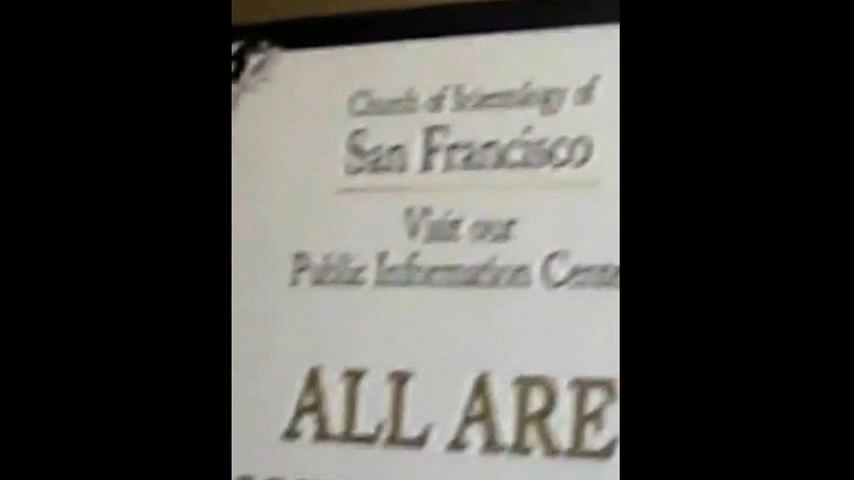 Church of Scientology of
San Francisco
Visit our
Public Information
ALL ARE